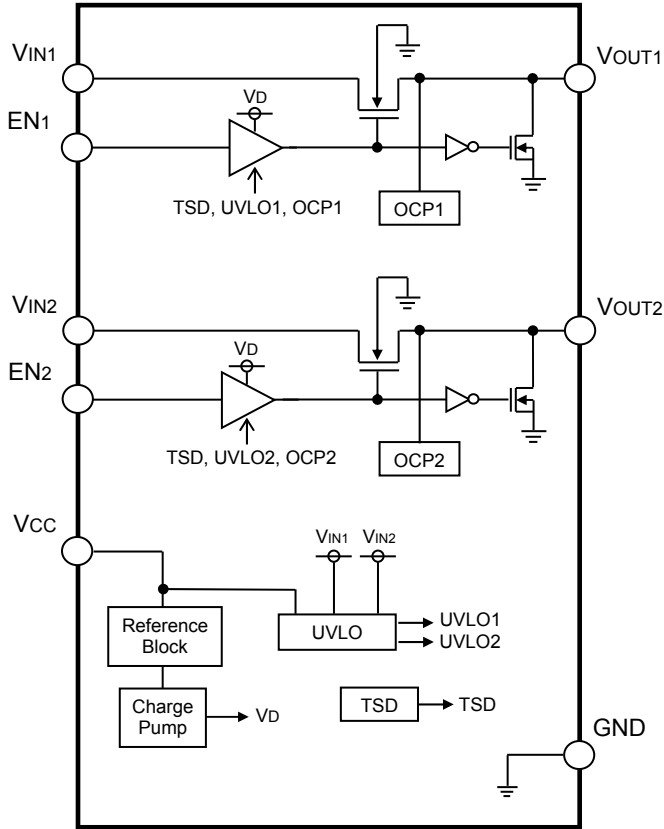 VIN1
VOUT1
EN1
VD
TSD, UVLO1, OCP1
OCP1
VIN2
VOUT2
EN2
VD
TSD, UVLO2, OCP2
OCP2
VCC
VIN1
VIN2
Reference
Block
UVLO
UVLO1
UVLO2
Charge
Pump
VD
TSD
TSD
GND